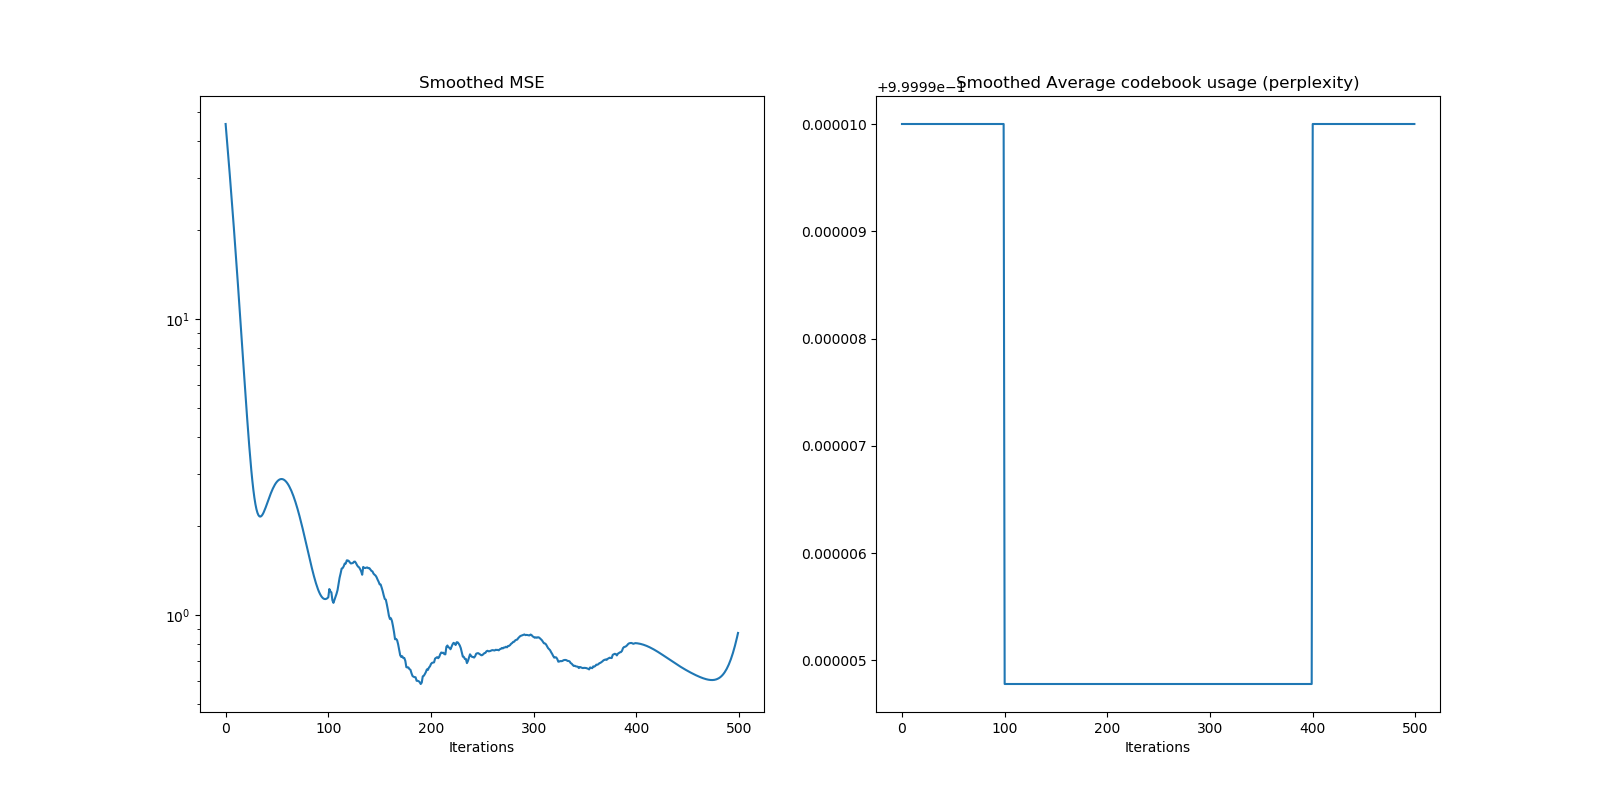 Smoothed MSE
10¹
10⁰
0 100 200 300 400 500
Iterations
Smoothed Average codebook usage (perplexity)
+9.9999e−1
0.000010
0.000009
0.000008
0.000007
0.000006
0.000005
0 100 200 300 400 500
Iterations